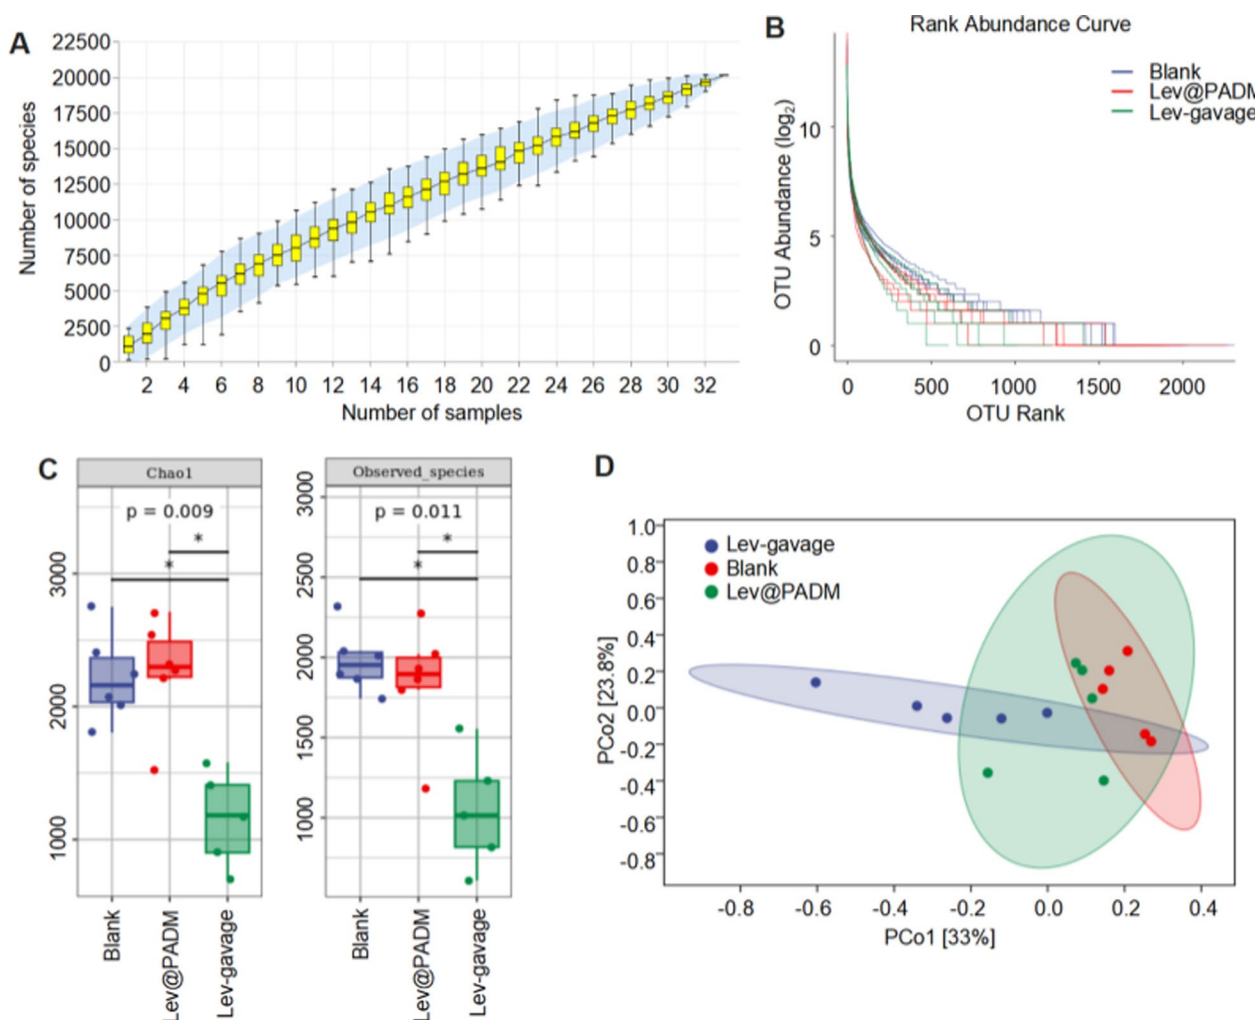 A
Number of species
22500
20000
17500
15000
12500
10000
7500
5000
2500
0
2 4 6 8 10 12 14 16 18 20 22 24 26 28 30 32
Number of samples
B
Rank Abundance Curve
Blank
Lev@PADM
Lev-gavage
OTU Abundance (log2)
10
5
0
0 500 1000 1500 2000
OTU Rank
C
Chao1
p = 0.009
*
*
3000
2000
1000
Blank
Lev@PADM
Lev-gavage
Observed_species
p = 0.011
*
*
3000
2500
2000
1500
1000
Blank
Lev@PADM
Lev-gavage
D
Lev-gavage
Blank
Lev@PADM
PCo2 [23.8%]
1.0
0.8
0.6
0.4
0.2
0.0
-0.2
-0.4
-0.6
-0.8
-0.8 -0.6 -0.4 -0.2 0.0 0.2 0.4
PCo1 [33%]